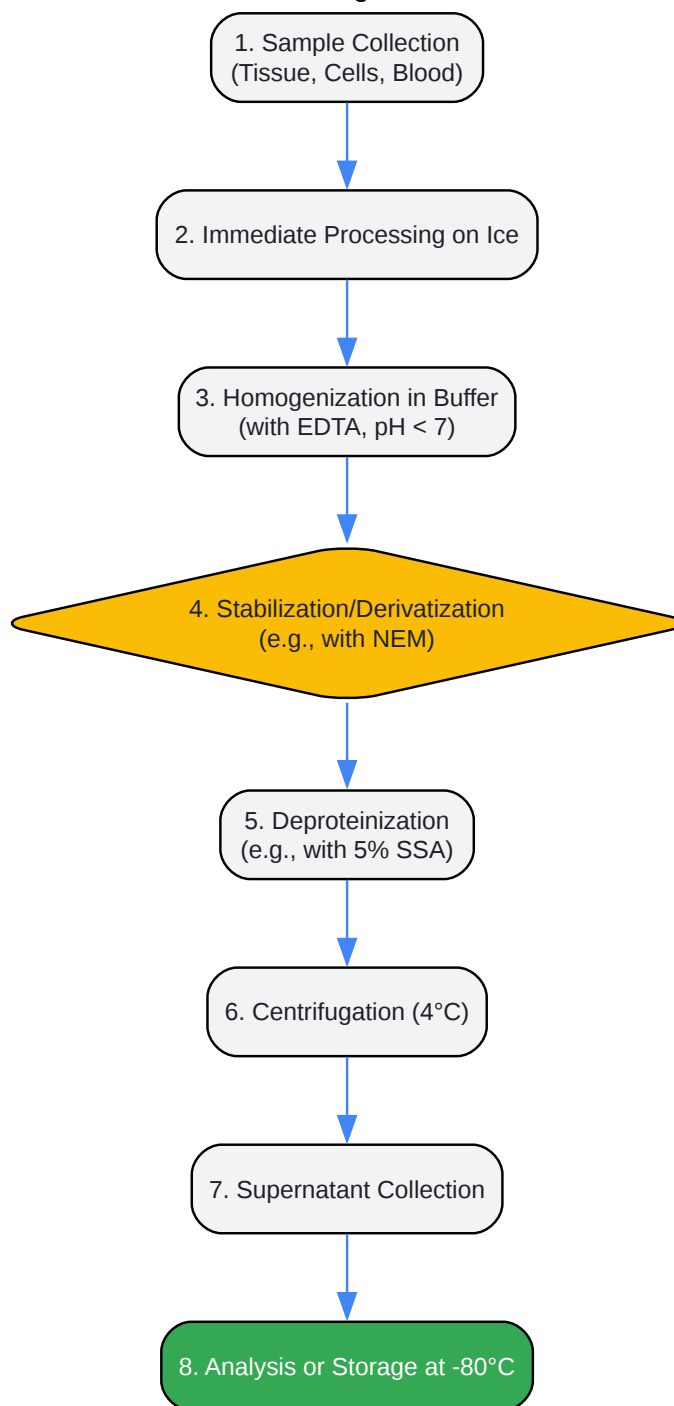 1. Sample Collection
(Tissue, Cells, Blood)
2. Immediate Processing on Ice
3. Homogenization in Buffer
(with EDTA, pH < 7)
4. Stabilization/Derivatization
(e.g., with NEM)
5. Deproteinization
(e.g., with 5% SSA)
6. Centrifugation (4°C)
7. Supernatant Collection
8. Analysis or Storage at -80°C